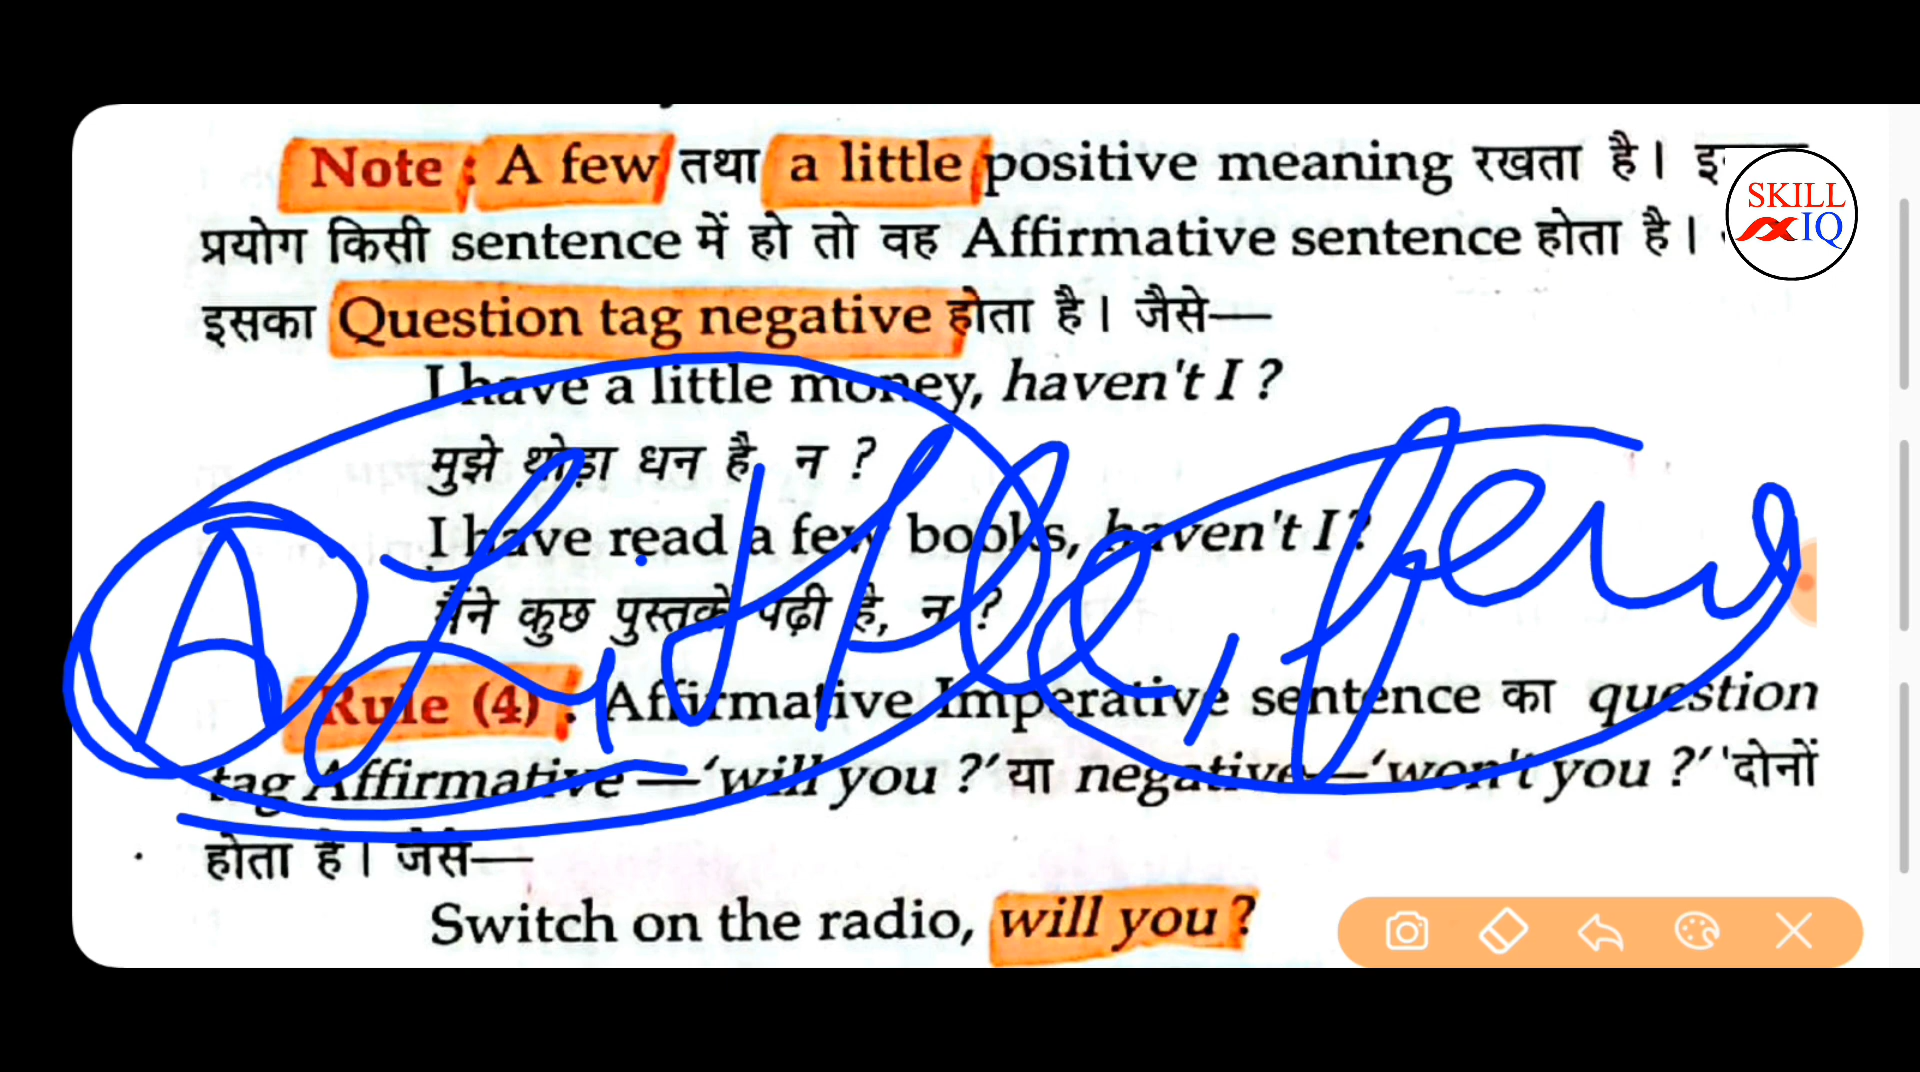 Note : A few तथा a little positive meaning रखता है।
SKILL
IQ
प्रयोग किसी sentence में हो तो वह Affirmative sentence होता है।
इसका Question tag negative होता है। जैसे—
I have a little money, haven't I ?
मुझे थोड़ा धन है, न ?
I have read a few books, haven't I ?
मैंने कुछ पुस्तकें पढ़ी है, न ?
A Little, few
Rule (4) : Affirmative Imperative sentence का question
tag Affirmative—‘will you ?’ या negative—‘won't you ?’ 'दोनों
होता है। जैसे—
Switch on the radio, will you ?